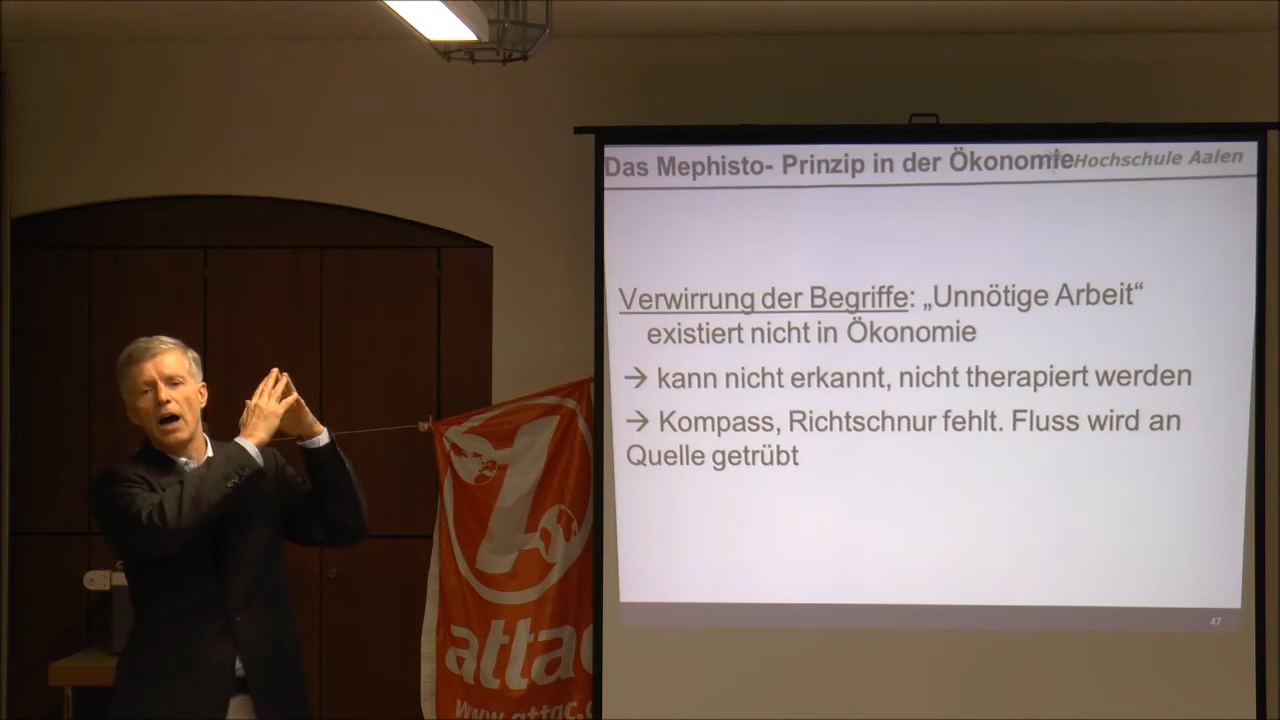 Das Mephisto- Prinzip in der Ökonomie
Hochschule Aalen
Verwirrung der Begriffe: „Unnötige Arbeit“
existiert nicht in Ökonomie
→ kann nicht erkannt, nicht therapiert werden
→ Kompass, Richtschnur fehlt. Fluss wird an
Quelle getrübt
47
attac
www.attac.